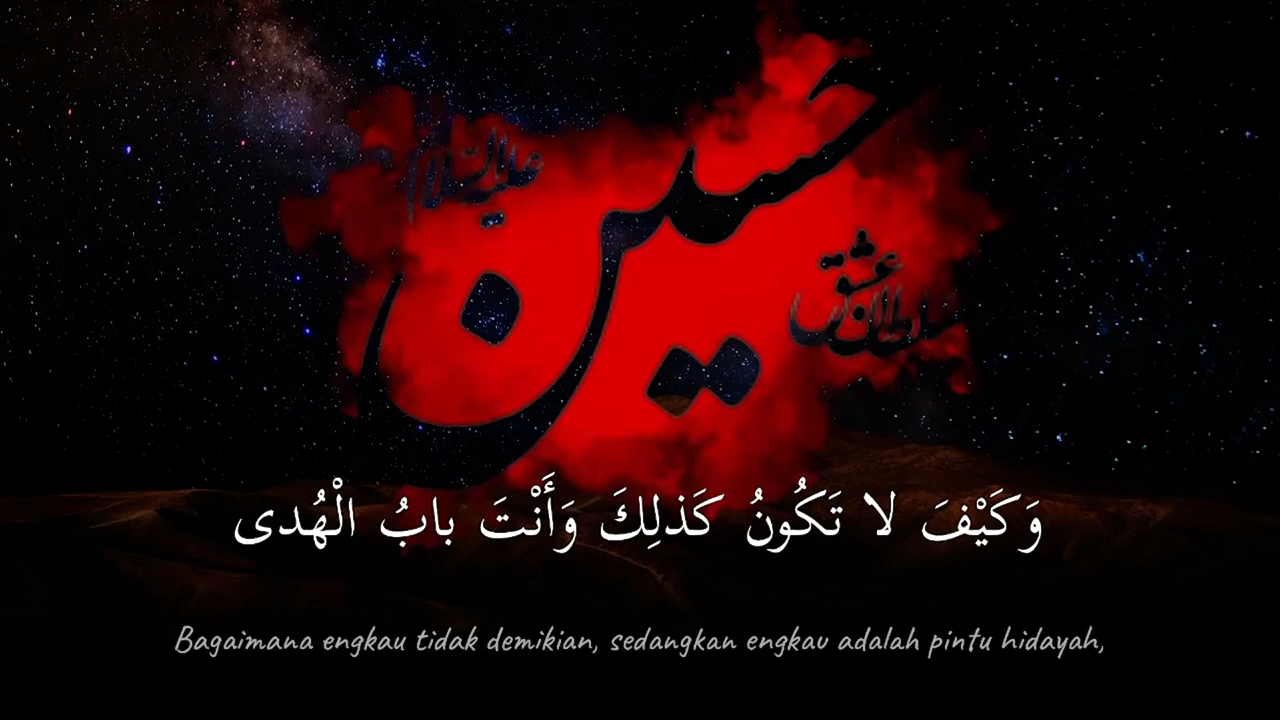 حسین
علیه‌السلام
سلطان عشق
وَكَيْفَ لا تَكُونُ كَذلِكَ وَأَنْتَ بابُ الْهُدى
Bagaimana engkau tidak demikian, sedangkan engkau adalah pintu hidayah,